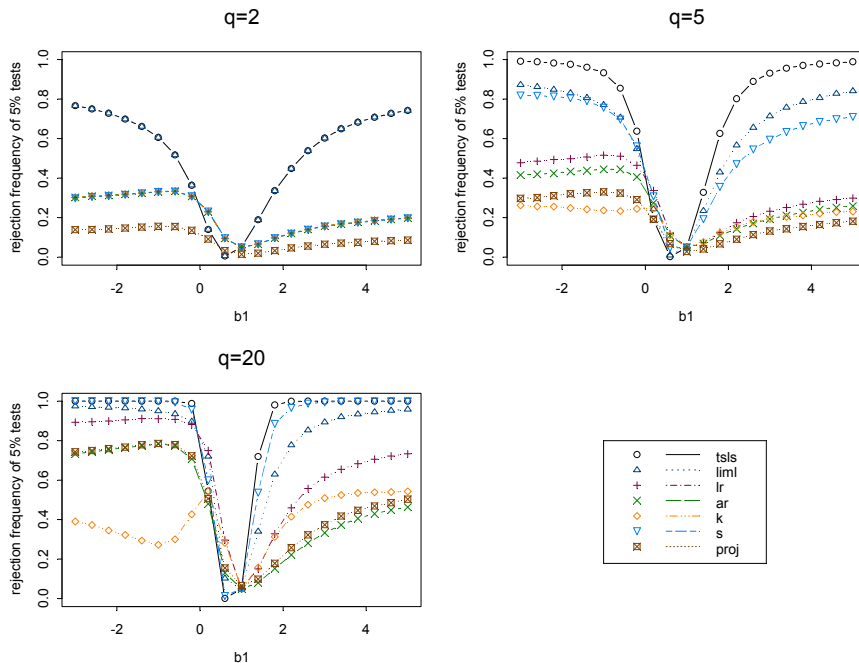 q=2
rejection frequency of 5% tests
0.0 0.2 0.4 0.6 0.8 1.0
-2 0 2 4
b1
q=5
rejection frequency of 5% tests
0.0 0.2 0.4 0.6 0.8 1.0
-2 0 2 4
b1
q=20
rejection frequency of 5% tests
0.0 0.2 0.4 0.6 0.8 1.0
-2 0 2 4
b1
tsls
liml
lr
ar
k
s
proj